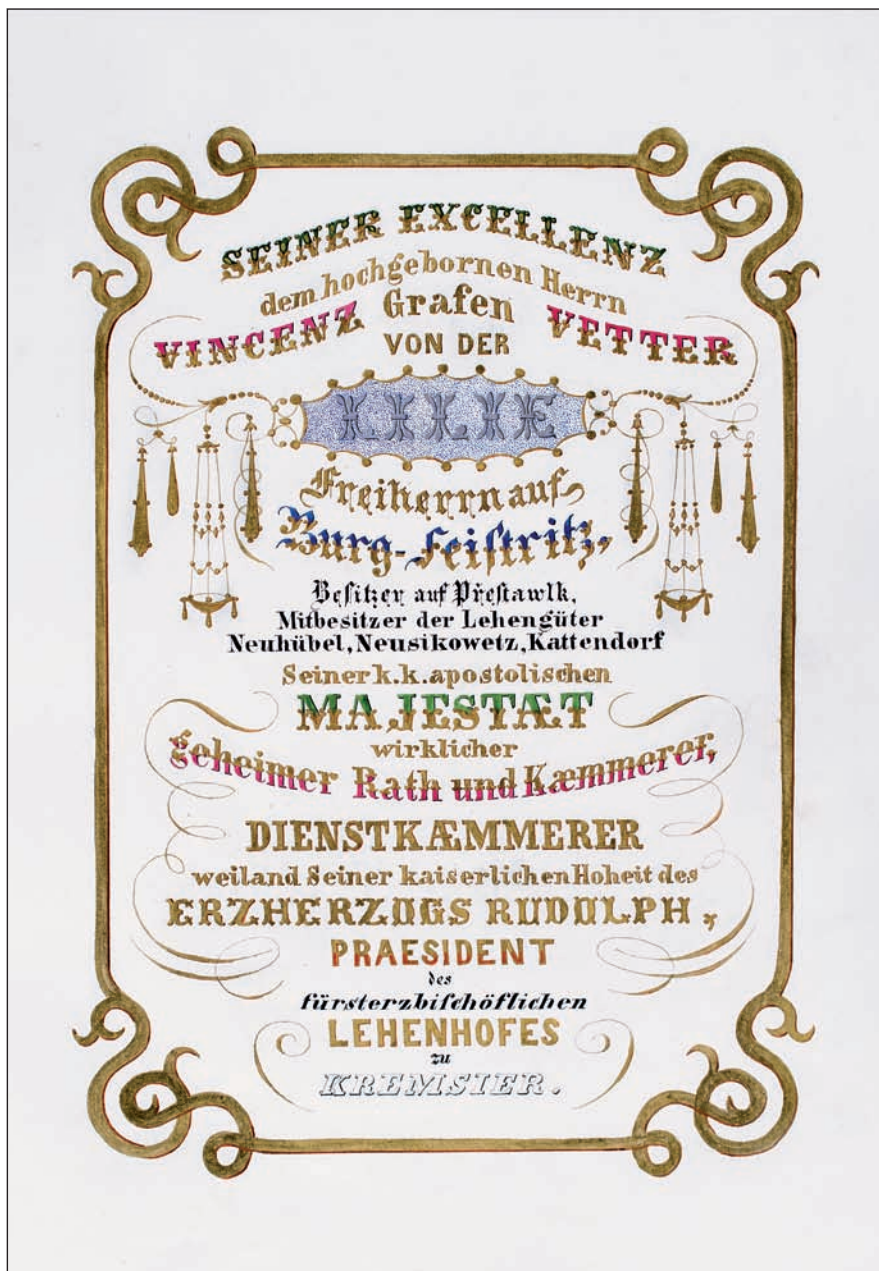 SEINER EXCELLENZ
dem hochgebornen Herrn
VINCENZ Grafen VETTER
VON DER
LILIE
Freiherrn auf
Burg-Feiſtritz,
Beſitzer auf Přeſtawlk,
Mitbesitzer der Lehengüter
Neuhübel, Neusikowetz, Kattendorf
Seiner k. k. apostolischen
MAJESTÆT
wirklicher
geheimer Rath und Kæmmerer,
DIENSTKÆMMERER
weiland Seiner kaiserlichen Hoheit des
ERZHERZOGS RUDOLPH,
PRAESIDENT
des
fürsterzbiſchöflichen
LEHENHOFES
zu
KREMSIER.